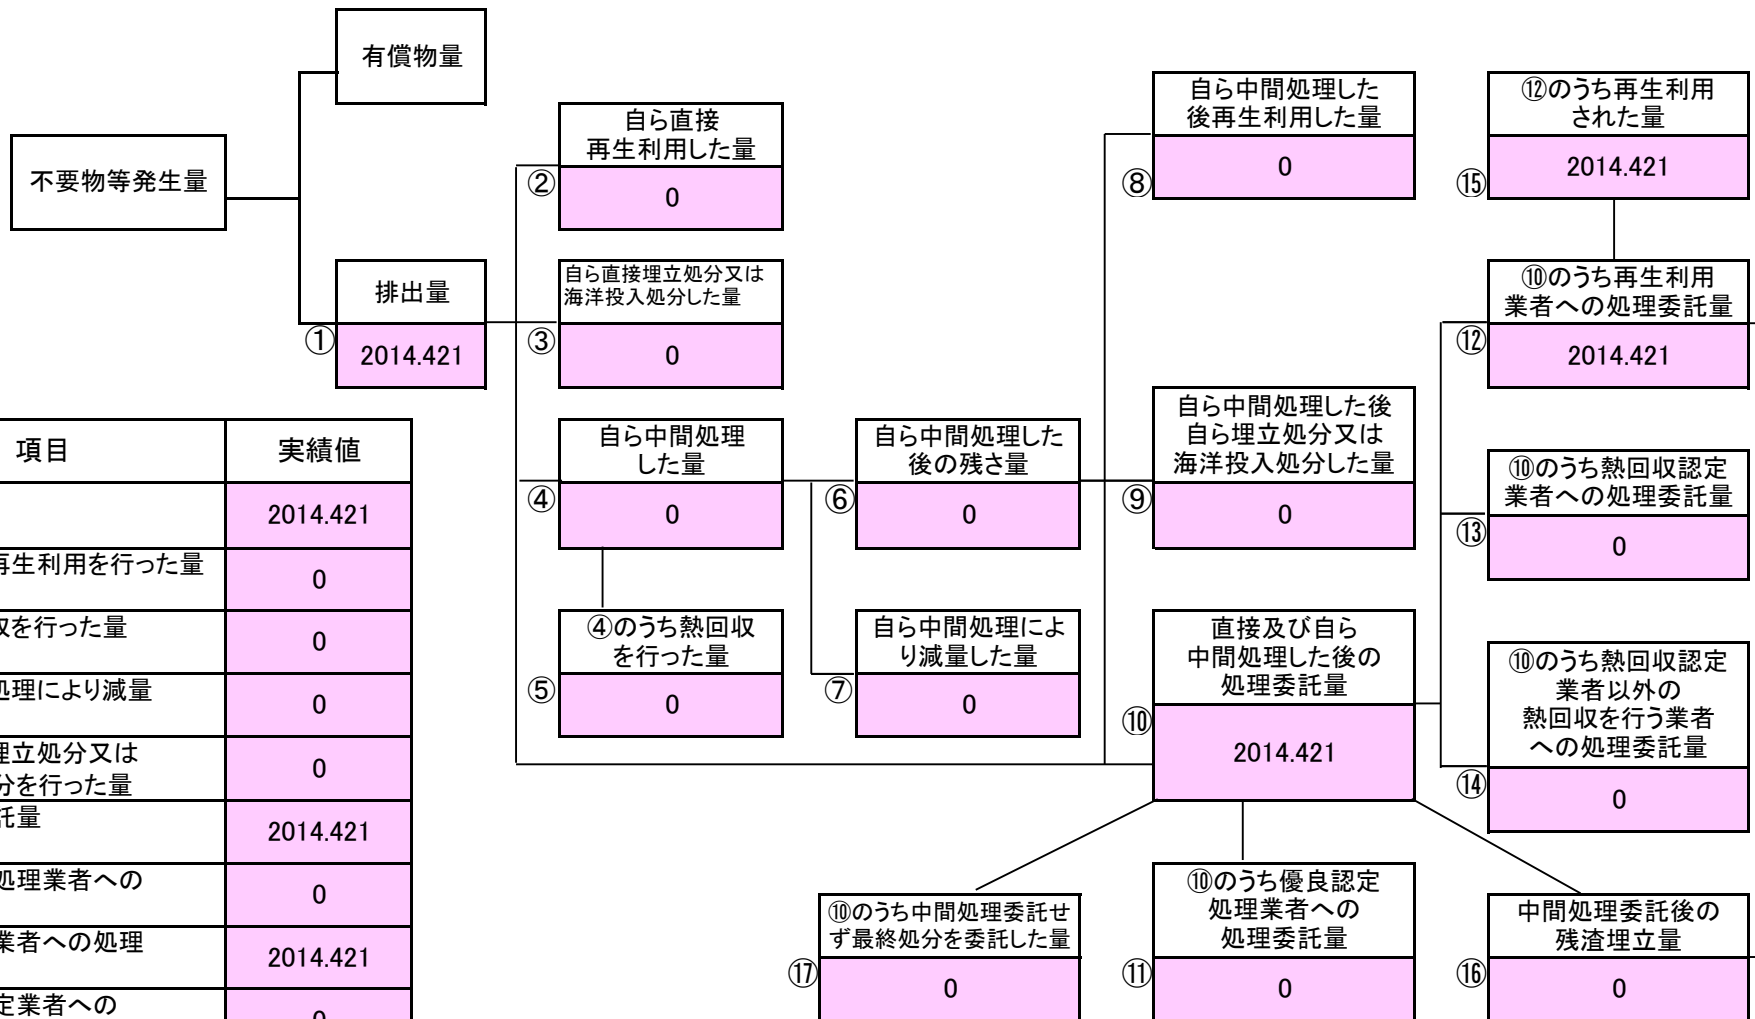 有償物量
不要物等発生量
排出量
①
2014.421
自ら直接
再生利用した量
②
0
自ら直接埋立処分又は
海洋投入処分した量
③
0
自ら中間処理
した量
④
0
④のうち熱回収
を行った量
⑤
0
自ら中間処理した
後の残さ量
⑥
0
自ら中間処理によ
り減量した量
⑦
0
自ら中間処理した
後再生利用した量
⑧
0
自ら中間処理した後
自ら埋立処分又は
海洋投入処分した量
⑨
0
直接及び自ら
中間処理した後の
処理委託量
⑩
2014.421
⑫のうち再生利用
された量
⑮
2014.421
⑩のうち再生利用
業者への処理委託量
⑫
2014.421
⑩のうち熱回収認定
業者への処理委託量
⑬
0
⑩のうち熱回収認定
業者以外の
熱回収を行う業者
への処理委託量
⑭
0
⑩のうち中間処理委託せ
ず最終処分を委託した量
⑰
0
⑩のうち優良認定
処理業者への
処理委託量
⑪
0
中間処理委託後の
残渣埋立量
⑯
0
項目 実績値
2014.421
再生利用を行った量 0
を行った量 0
処理により減量 0
埋立処分又は
分を行った量 0
託量 2014.421
処理業者への 0
業者への処理 2014.421
定業者への